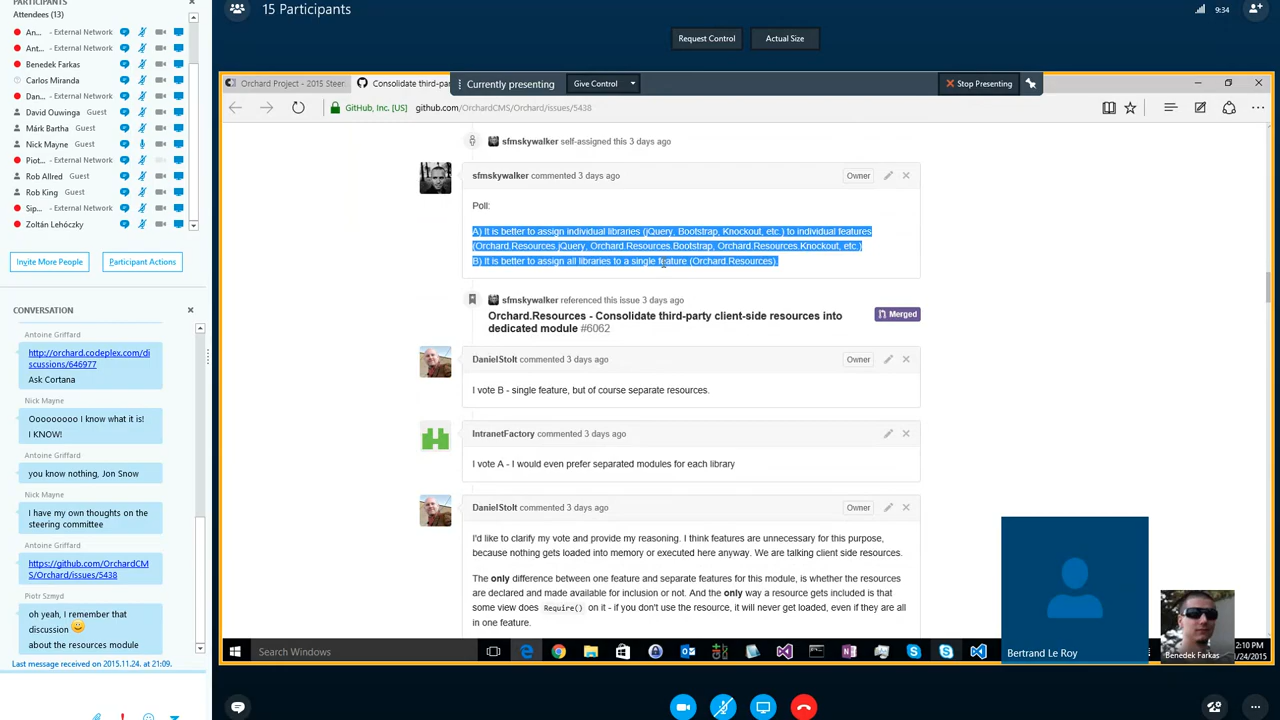 PARTICIPANTS
Attendees (13)
An... - External Network
Ant... - External Network
Benedek Farkas
Carlos Miranda
Dan... - External Network
David Ouwinga Guest
Márk Bartha Guest
Nick Mayne Guest
Piot... - External Network
Rob Allred Guest
Rob King Guest
Sip... - External Network
Zoltán Lehóczky
Invite More People
Participant Actions
CONVERSATION
Antoine Griffard
http://orchard.codeplex.com/di
scussions/646977
Ask Cortana
Nick Mayne
Oooooooo I know what it is!
I KNOW!
Antoine Griffard
you know nothing, Jon Snow
Nick Mayne
I have my own thoughts on the
steering committee
Antoine Griffard
https://github.com/OrchardCM
S/Orchard/issues/5438
Piotr Szmyd
oh yeah, I remember that
discussion
about the resources module
Last message received on 2015.11.24. at 21:09.
15 Participants
9:34
Request Control
Actual Size
Orchard Project - 2015 Steer
Consolidate third-par
Currently presenting
Give Control
Stop Presenting
GitHub, Inc. [US] github.com/OrchardCMS/Orchard/issues/5438
sfmskywalker self-assigned this 3 days ago
sfmskywalker commented 3 days ago
Owner
Poll:
A) It is better to assign individual libraries (jQuery, Bootstrap, Knockout, etc.) to individual features
(Orchard.Resources.jQuery, Orchard.Resources.Bootstrap, Orchard.Resources.Knockout, etc.)
B) It is better to assign all libraries to a single feature (Orchard.Resources).
sfmskywalker referenced this issue 3 days ago
Orchard.Resources - Consolidate third-party client-side resources into
dedicated module #6062
Merged
DanielStolt commented 3 days ago
Owner
I vote B - single feature, but of course separate resources.
IntranetFactory commented 3 days ago
I vote A - I would even prefer separated modules for each library
DanielStolt commented 3 days ago
Owner
I'd like to clarify my vote and provide my reasoning. I think features are unnecessary for this purpose,
because nothing gets loaded into memory or executed here anyway. We are talking client side resources.
The only difference between one feature and separate features for this module, is whether the resources
are declared and made available for inclusion or not. And the only way a resource gets included is that
some view does Require() on it - if you don't use the resource, it will never get loaded, even if they are all
in one feature.
Search Windows
2:10 PM
1/24/2015
Bertrand Le Roy
Benedek Farkas